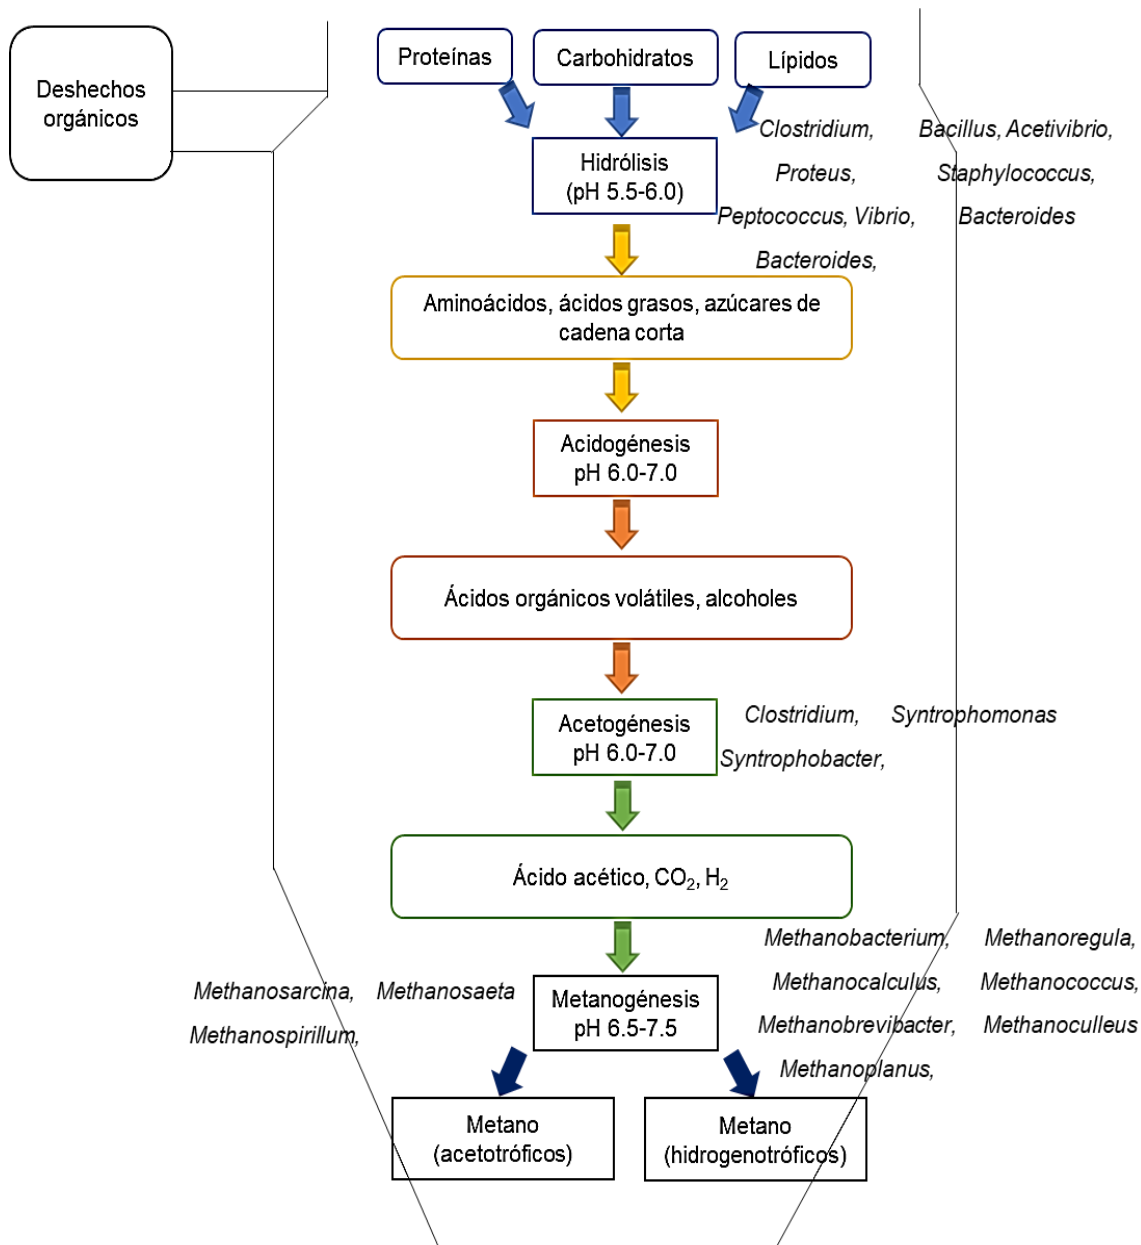 Deshechos
orgánicos
Proteínas
Carbohidratos
Lípidos
Hidrólisis
(pH 5.5-6.0)
Clostridium, Bacillus, Acetivibrio,
Proteus, Staphylococcus,
Peptococcus, Vibrio, Bacteroides
Bacteroides,
Aminoácidos, ácidos grasos, azúcares de
cadena corta
Acidogénesis
pH 6.0-7.0
Ácidos orgánicos volátiles, alcoholes
Acetogénesis
pH 6.0-7.0
Clostridium, Syntrophomonas
Syntrophobacter,
Ácido acético, CO₂, H₂
Methanosarcina, Methanosaeta
Methanospirillum,
Metanogénesis
pH 6.5-7.5
Methanobacterium, Methanoregula,
Methanocalculus, Methanococcus,
Methanobrevibacter, Methanoculleus
Methanoplanus,
Metano
(acetotróficos)
Metano
(hidrogenotróficos)